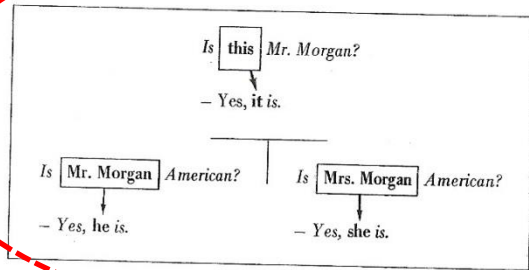 Is this Mr. Morgan?
– Yes, it is.
Is Mr. Morgan American?
– Yes, he is.
Is Mrs. Morgan American?
– Yes, she is.